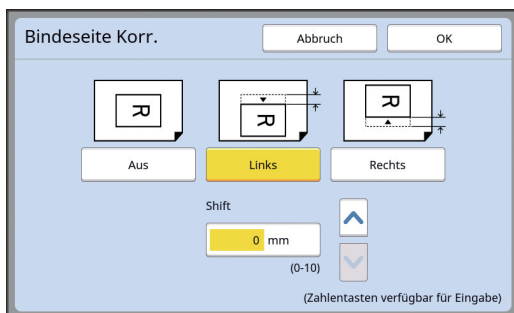 Bindeseite Korr.
Abbruch
OK
R
R
R
Aus
Links
Rechts
Shift
0 mm
(0-10)
(Zahlentasten verfügbar für Eingabe)